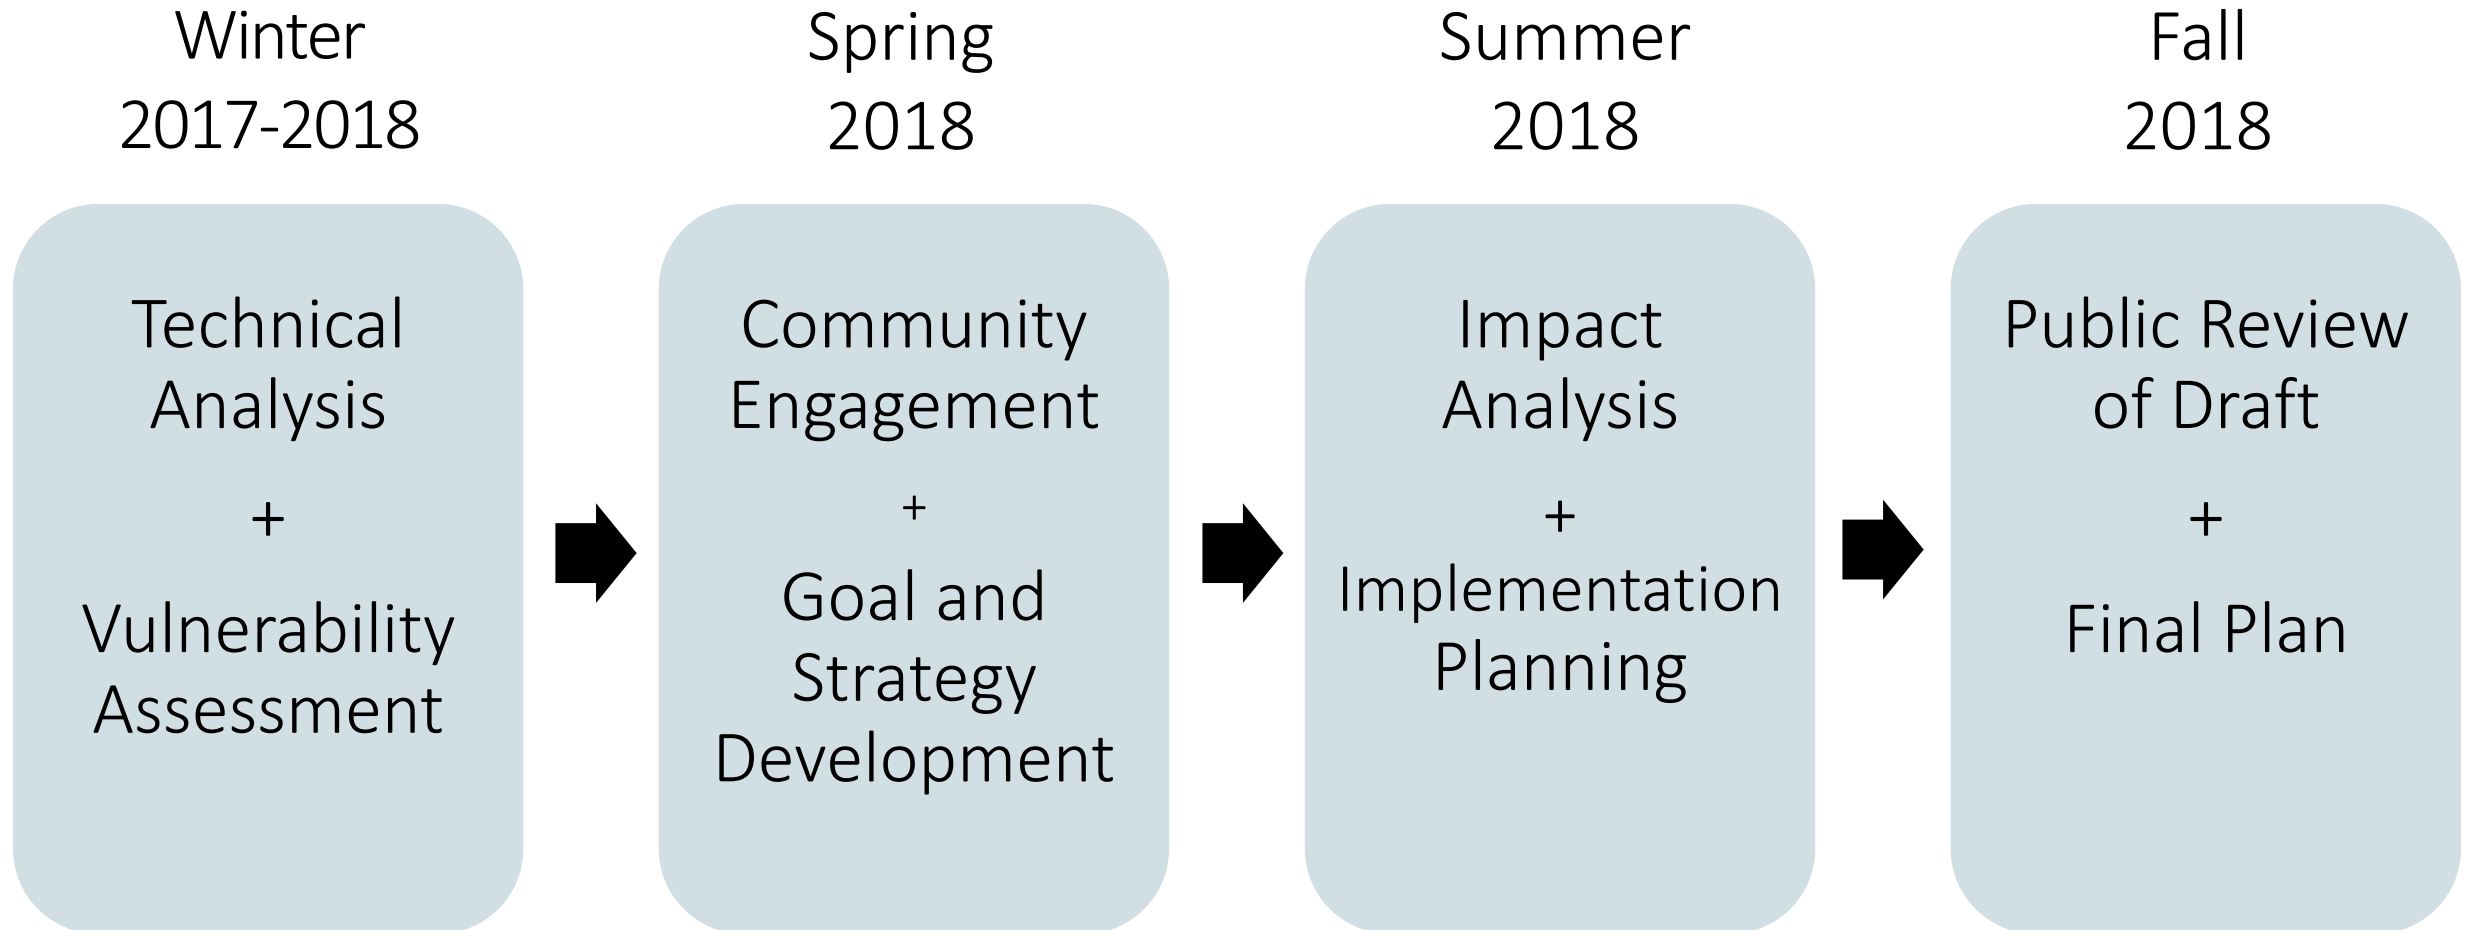 Winter
2017-2018
Technical
Analysis
+
Vulnerability
Assessment
Spring
2018
Community
Engagement
+
Goal and
Strategy
Development
Summer
2018
Impact
Analysis
+
Implementation
Planning
Fall
2018
Public Review
of Draft
+
Final Plan